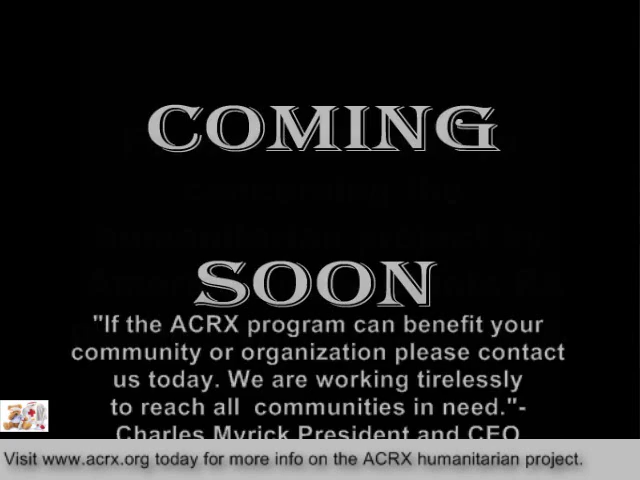 COMING
SOON
"If the ACRX program can benefit your
community or organization please contact
us today. We are working tirelessly
to reach all communities in need."-
Charles Myrick President and CEO
Visit www.acrx.org today for more info on the ACRX humanitarian project.